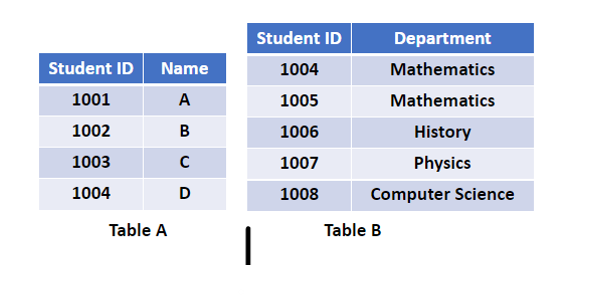 Student ID Name
1001 A
1002 B
1003 C
1004 D
Table A
Student ID Department
1004 Mathematics
1005 Mathematics
1006 History
1007 Physics
1008 Computer Science
Table B